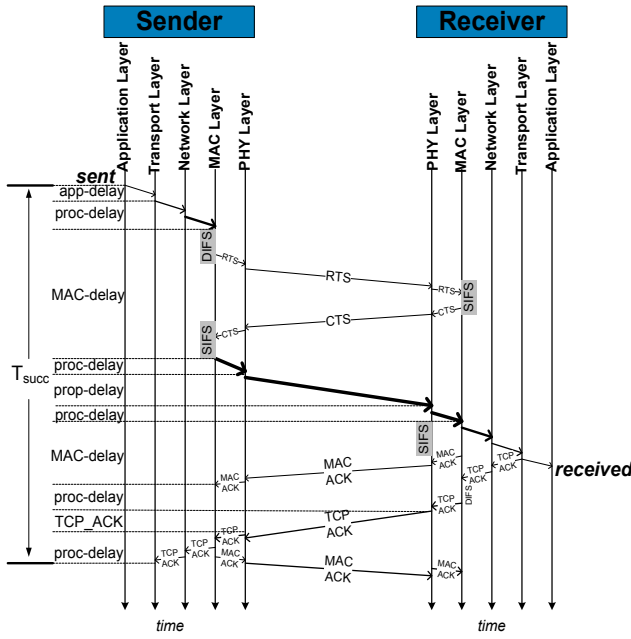 Sender
Receiver
Application Layer
Transport Layer
Network Layer
MAC Layer
PHY Layer
PHY Layer
MAC Layer
Network Layer
Transport Layer
Application Layer
sent
app-delay
proc-delay
DIFS
RTS
RTS
RTS
SIFS
MAC-delay
CTS
CTS
CTS
SIFS
proc-delay
Tsucc
prop-delay
proc-delay
SIFS
MAC-delay
MAC
ACK
MAC
ACK
MAC
ACK
TCP
ACK
TCP
ACK
received
DIFS
proc-delay
TCP
ACK
TCP_ACK
TCP
ACK
TCP
ACK
proc-delay
TCP
ACK
TCP
ACK
MAC
ACK
MAC
ACK
MAC
ACK
time
time